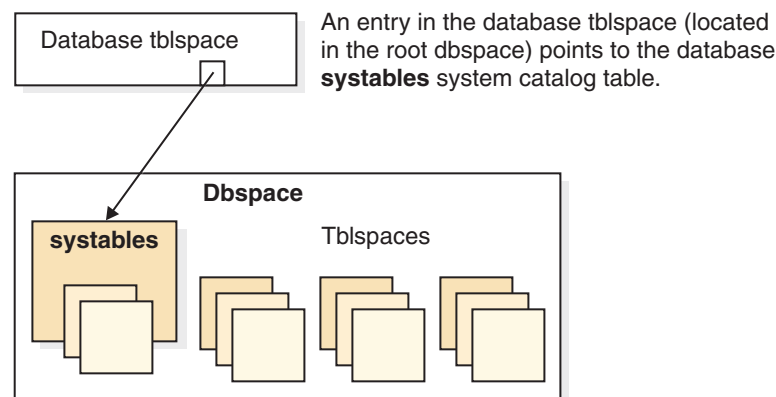 Database tblspace
An entry in the database tblspace (located
in the root dbspace) points to the database
systables system catalog table.
Dbspace
systables
Tblspaces